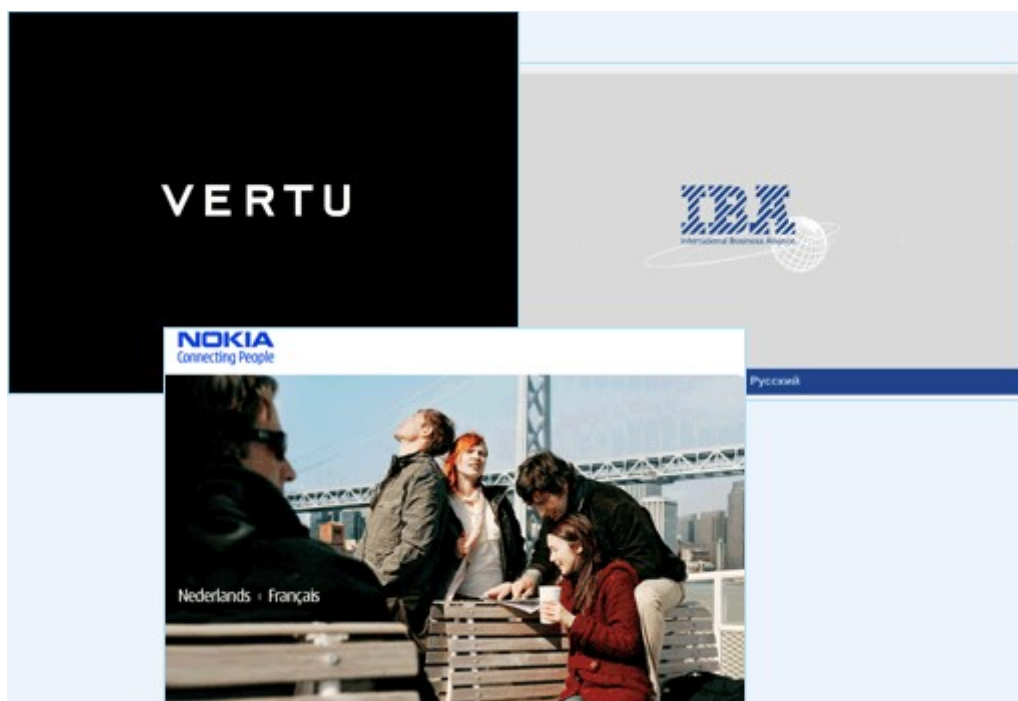 VERTU
IBA
International Business Alliance
Русский
NOKIA
Connecting People
Nederlands Français